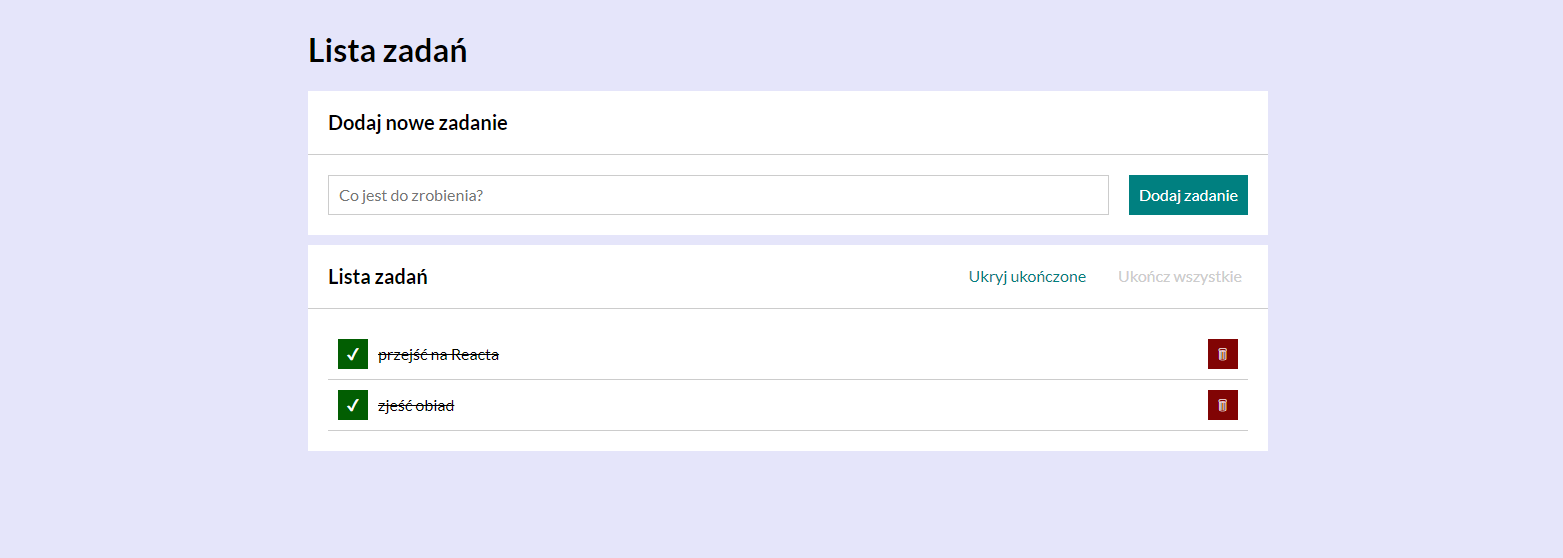 Lista zadań
Dodaj nowe zadanie
Co jest do zrobienia?
Dodaj zadanie
Lista zadań
Ukryj ukończone
Ukończ wszystkie
przejść na Reacta
zjeść obiad